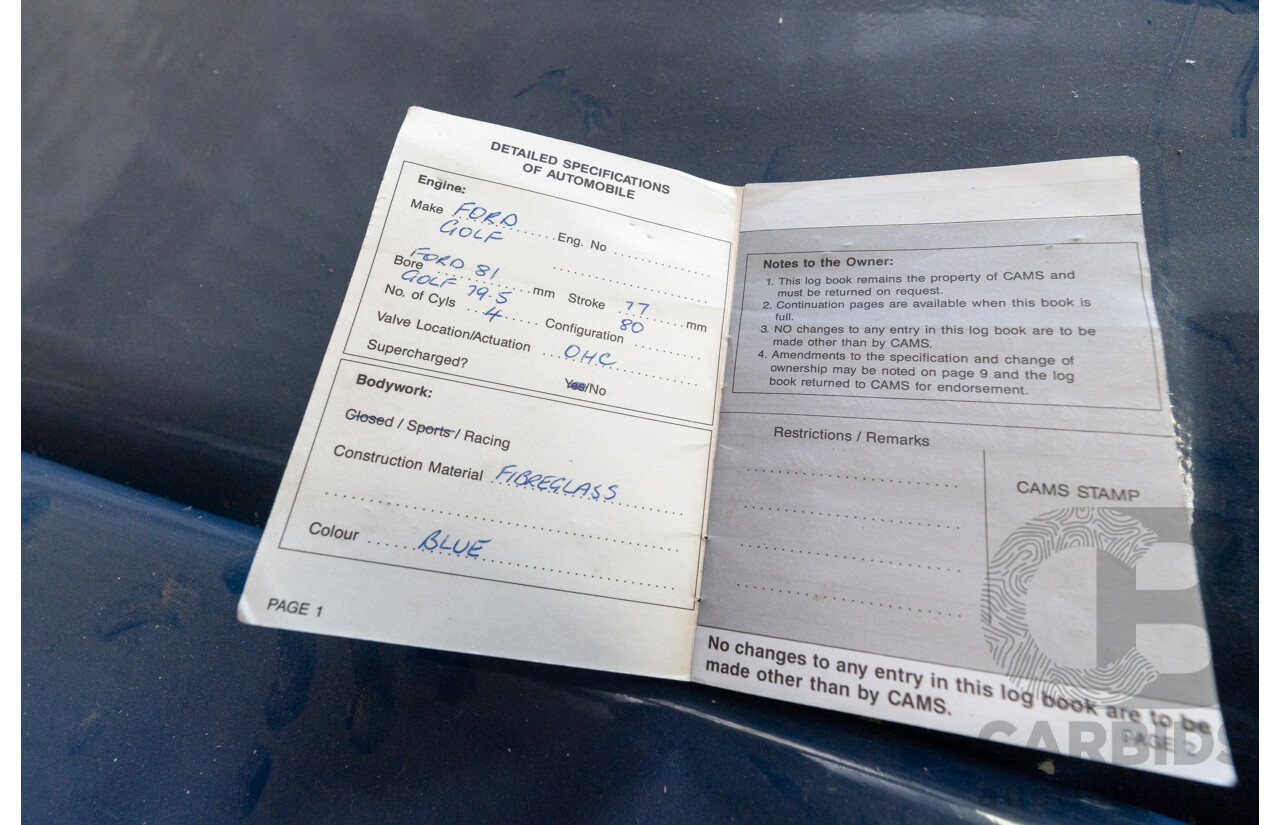 DETAILED SPECIFICATIONS
OF AUTOMOBILE
Engine:
Make FORD Eng. No
GOLF
FORD 81
Bore mm Stroke 77 mm
GOLF 79.5 80
No. of Cyls 4 Configuration
Valve Location/Actuation OHC
Supercharged? Yes/No
Bodywork:
Closed / Sports / Racing
Construction Material FIBREGLASS
Colour BLUE
PAGE 1
Notes to the Owner:
1. This log book remains the property of CAMS and
must be returned on request.
2. Continuation pages are available when this book is
full.
3. NO changes to any entry in this log book are to be
made other than by CAMS.
4. Amendments to the specification and change of
ownership may be noted on page 9 and the log
book returned to CAMS for endorsement.
Restrictions / Remarks
CAMS STAMP
No changes to any entry in this log book are to be
made other than by CAMS.
PAGE 2
CARBIDS